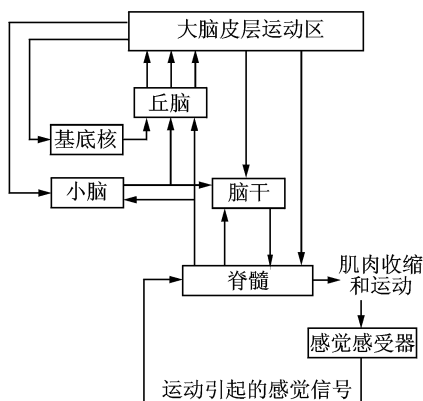 大脑皮层运动区
丘脑
基底核
小脑
脑干
脊髓
肌肉收缩
和运动
感觉感受器
运动引起的感觉信号